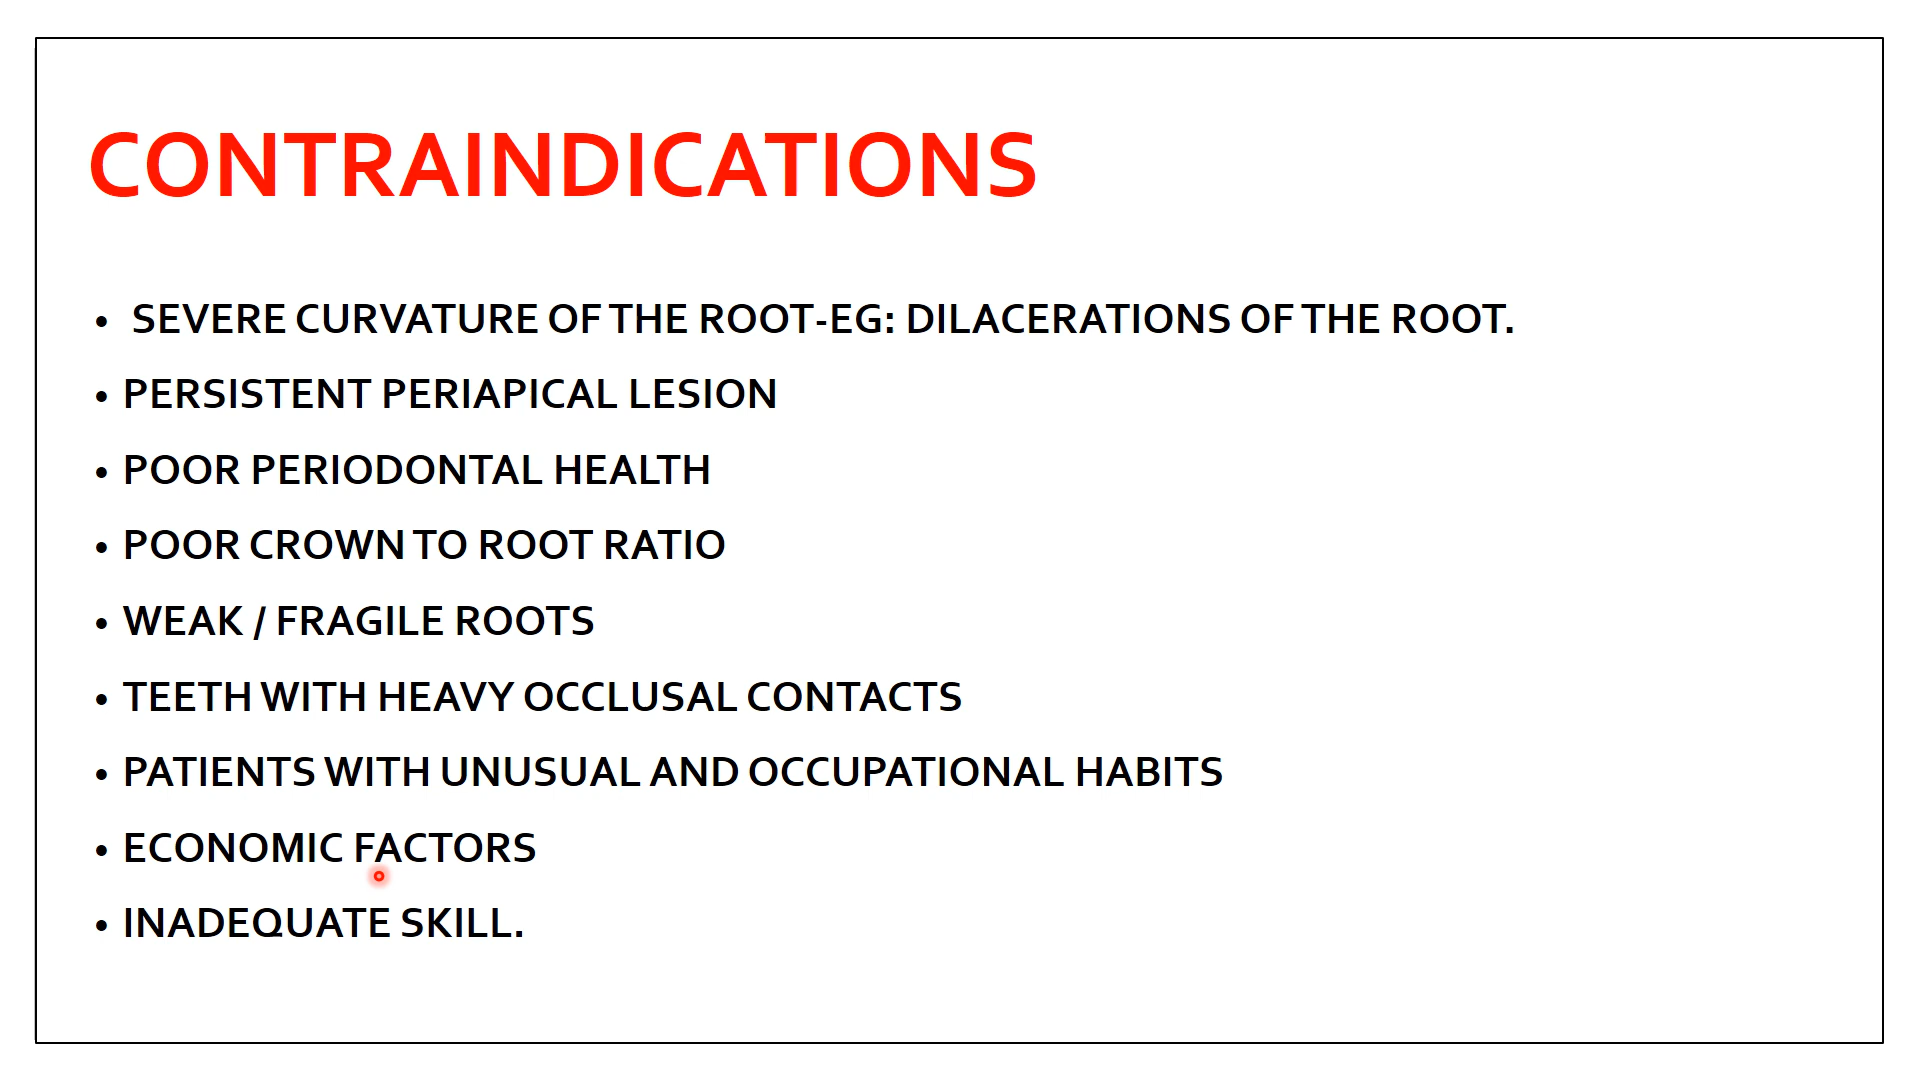 CONTRAINDICATIONS
• SEVERE CURVATURE OF THE ROOT-EG: DILACERATIONS OF THE ROOT.
• PERSISTENT PERIAPICAL LESION
• POOR PERIODONTAL HEALTH
• POOR CROWN TO ROOT RATIO
• WEAK / FRAGILE ROOTS
• TEETH WITH HEAVY OCCLUSAL CONTACTS
• PATIENTS WITH UNUSUAL AND OCCUPATIONAL HABITS
• ECONOMIC FACTORS
• INADEQUATE SKILL.